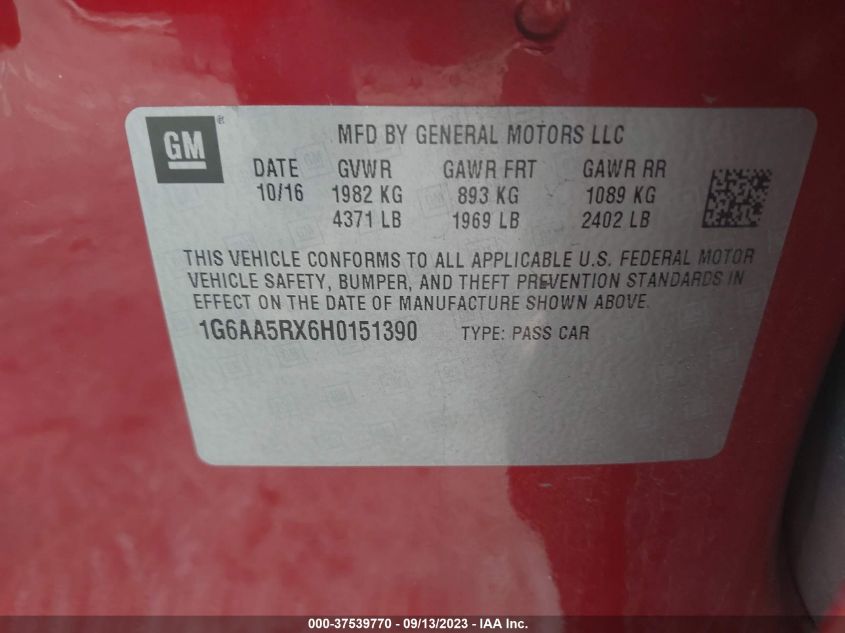 GM®
MFD BY GENERAL MOTORS LLC
DATE GVWR GAWR FRT GAWR RR
10/16 1982 KG 893 KG 1089 KG
4371 LB 1969 LB 2402 LB
THIS VEHICLE CONFORMS TO ALL APPLICABLE U.S. FEDERAL MOTOR
VEHICLE SAFETY, BUMPER, AND THEFT PREVENTION STANDARDS IN
EFFECT ON THE DATE OF MANUFACTURE SHOWN ABOVE.
1G6AA5RX6H0151390 TYPE: PASS CAR
000-37539770 - 09/13/2023 - IAA Inc.